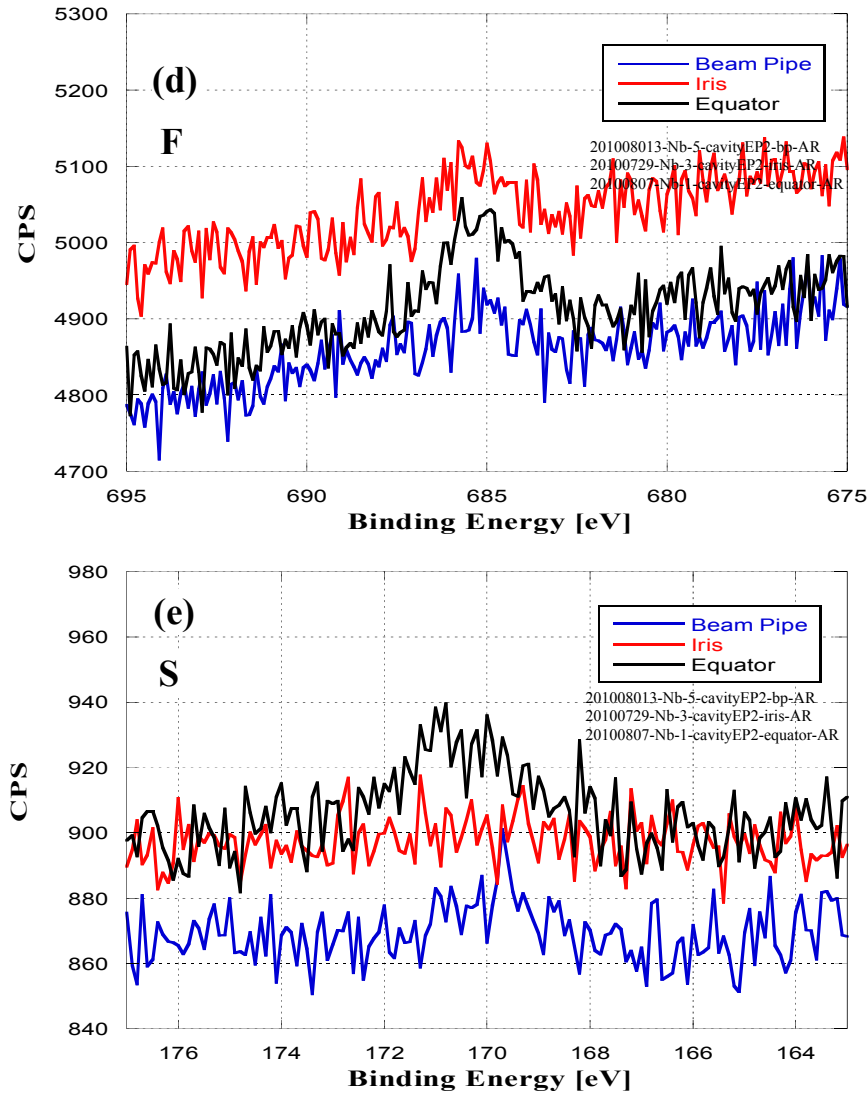 5300
5200
5100
5000
4900
4800
4700
CPS
(d)
F
Beam Pipe
Iris
Equator
201008013-Nb-5-cavityEP2-bp-AR
20100729-Nb-3-cavityEP2-iris-AR
20100807-Nb-1-cavityEP2-equator-AR
695 690 685 680 675
Binding Energy [eV]
980
960
940
920
900
880
860
840
CPS
(e)
S
Beam Pipe
Iris
Equator
201008013-Nb-5-cavityEP2-bp-AR
20100729-Nb-3-cavityEP2-iris-AR
20100807-Nb-1-cavityEP2-equator-AR
176 174 172 170 168 166 164
Binding Energy [eV]